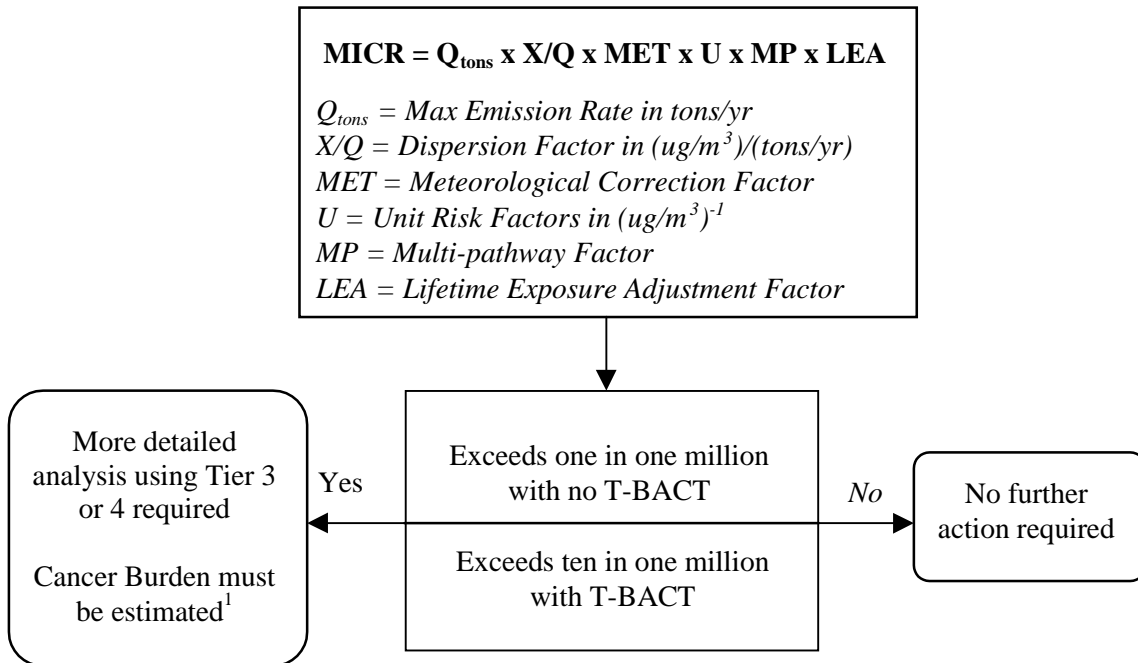 MICR = Qtons x X/Q x MET x U x MP x LEA
Qtons = Max Emission Rate in tons/yr
X/Q = Dispersion Factor in (ug/m3)/(tons/yr)
MET = Meteorological Correction Factor
U = Unit Risk Factors in (ug/m3)-1
MP = Multi-pathway Factor
LEA = Lifetime Exposure Adjustment Factor
More detailed
analysis using Tier 3
or 4 required
Cancer Burden must
be estimated1
Yes
Exceeds one in one million
with no T-BACT
Exceeds ten in one million
with T-BACT
No
No further
action required